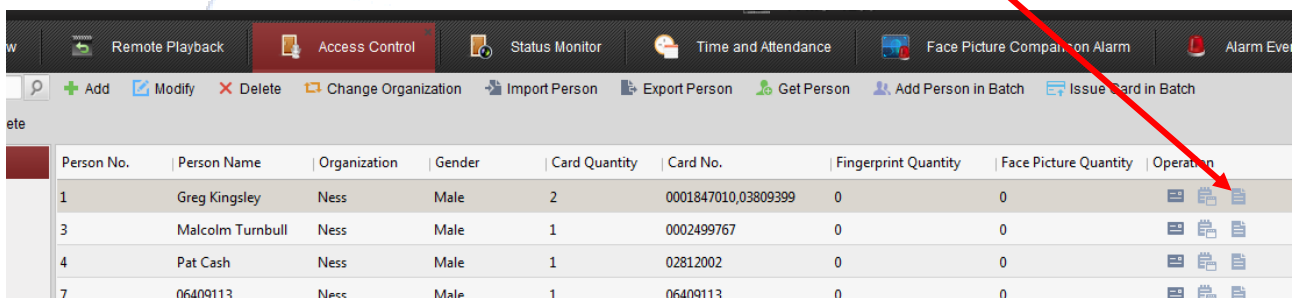 w Remote Playback Access Control Status Monitor Time and Attendance Face Picture Comparison Alarm Alarm Ever
Add Modify Delete Change Organization Import Person Export Person Get Person Add Person in Batch Issue Card in Batch
ete
Person No. Person Name Organization Gender Card Quantity Card No. Fingerprint Quantity Face Picture Quantity Operation
1 Greg Kingsley Ness Male 2 0001847010,03809399 0 0
3 Malcolm Turnbull Ness Male 1 0002499767 0 0
4 Pat Cash Ness Male 1 02812002 0 0
7 06409113 Ness Male 1 06409113 0 0